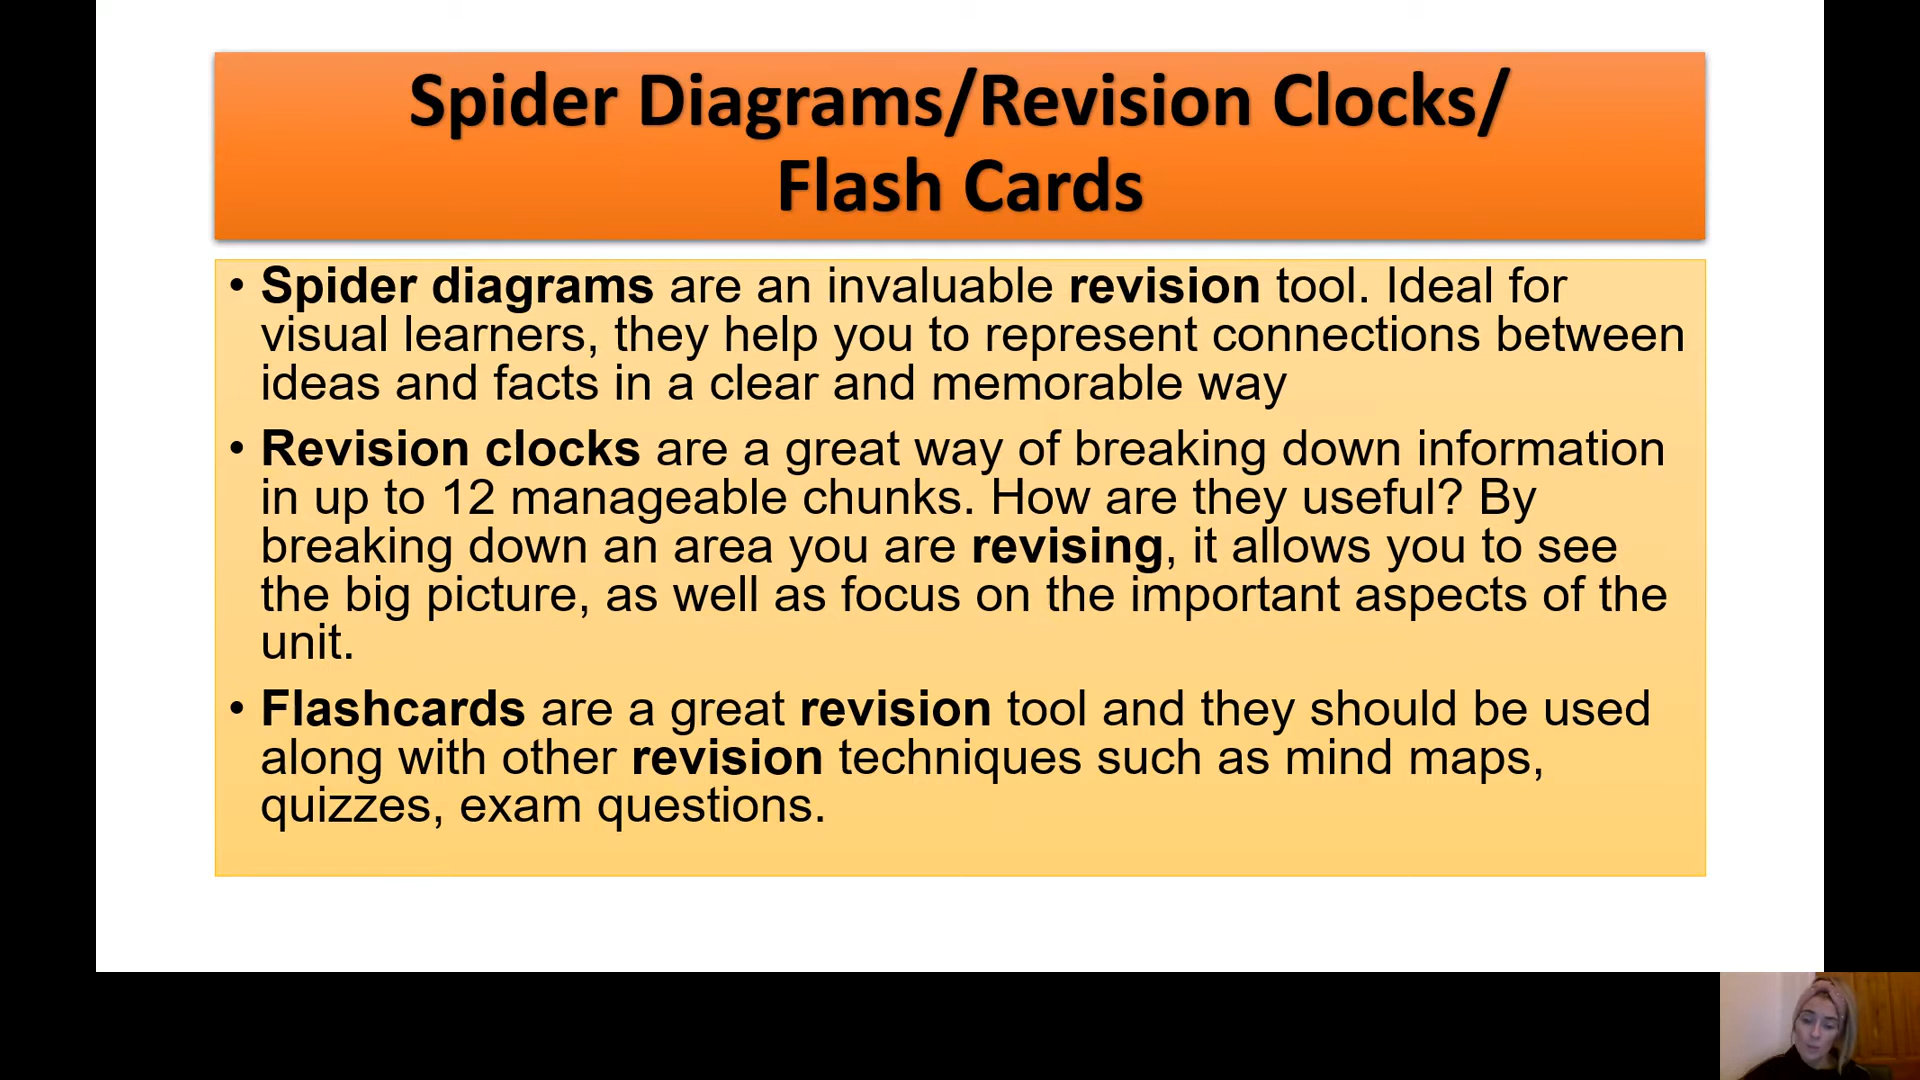 Spider Diagrams/Revision Clocks/
Flash Cards
• Spider diagrams are an invaluable revision tool. Ideal for
visual learners, they help you to represent connections between
ideas and facts in a clear and memorable way
• Revision clocks are a great way of breaking down information
in up to 12 manageable chunks. How are they useful? By
breaking down an area you are revising, it allows you to see
the big picture, as well as focus on the important aspects of the
unit.
• Flashcards are a great revision tool and they should be used
along with other revision techniques such as mind maps,
quizzes, exam questions.